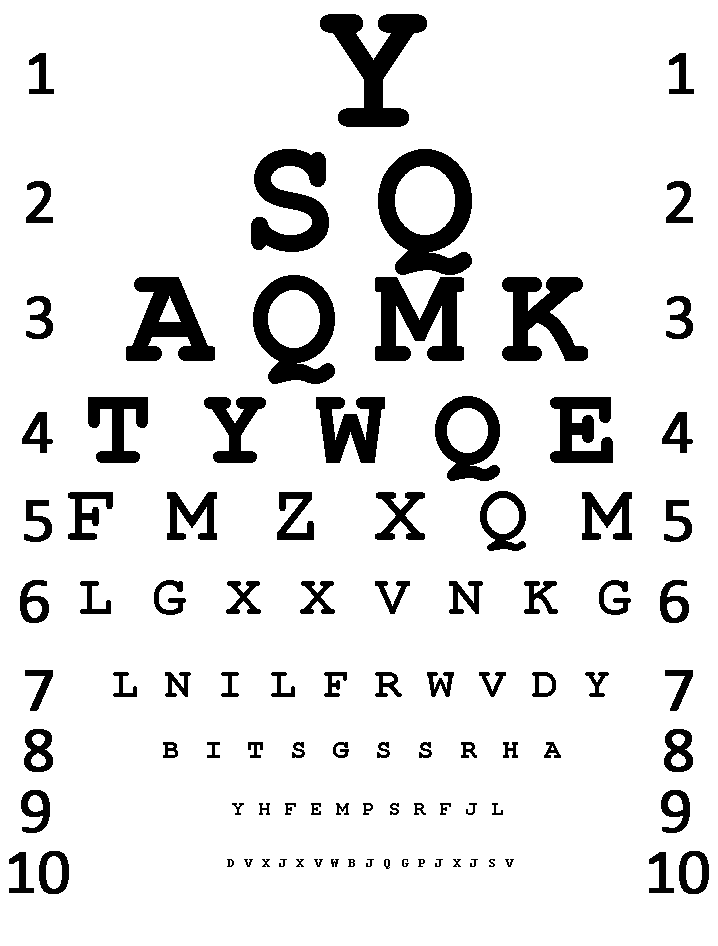 1 Y 1
2 S Q 2
3 A Q M K 3
4 T Y W Q E 4
5 F M Z X Q M 5
6 L G X X V N K G 6
7 L N I L F R W V D Y 7
8 B I T S G S S R H A 8
9 Y H F E M P S R F J L 9
10 D V X J X V W B J Q G P J X J S V 10